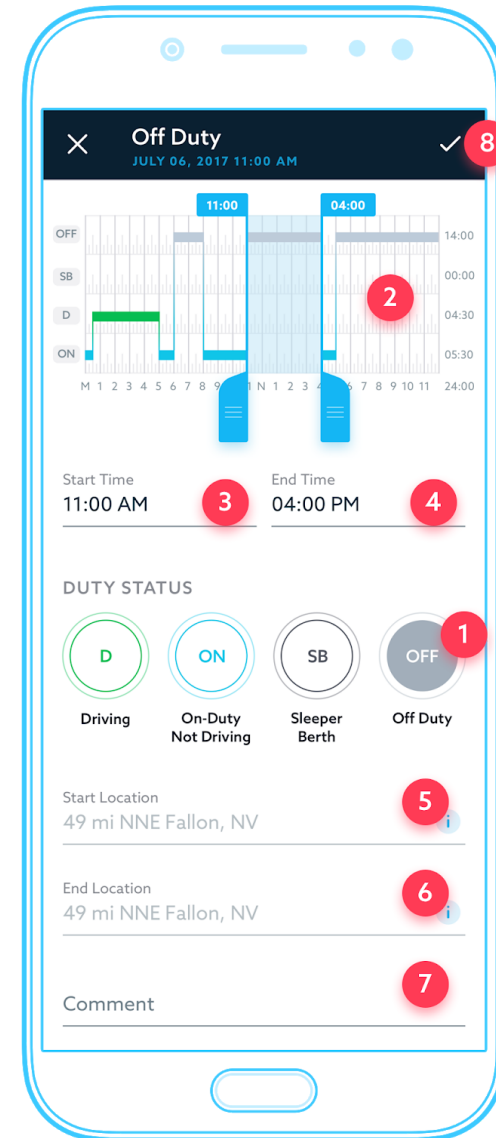 Off Duty
JULY 06, 2017 11:00 AM
8
11:00 04:00
OFF 14:00
SB 00:00
2
D 04:30
ON 05:30
M 1 2 3 4 5 6 7 8 9 1 N 1 2 3 4 6 7 8 9 10 11 24:00
Start Time End Time
11:00 AM 3 04:00 PM 4
DUTY STATUS
1
D ON SB OFF
Driving On-Duty Sleeper Off Duty
Not Driving Berth
Start Location
49 mi NNE Fallon, NV 5 i
End Location
49 mi NNE Fallon, NV 6 i
7
Comment